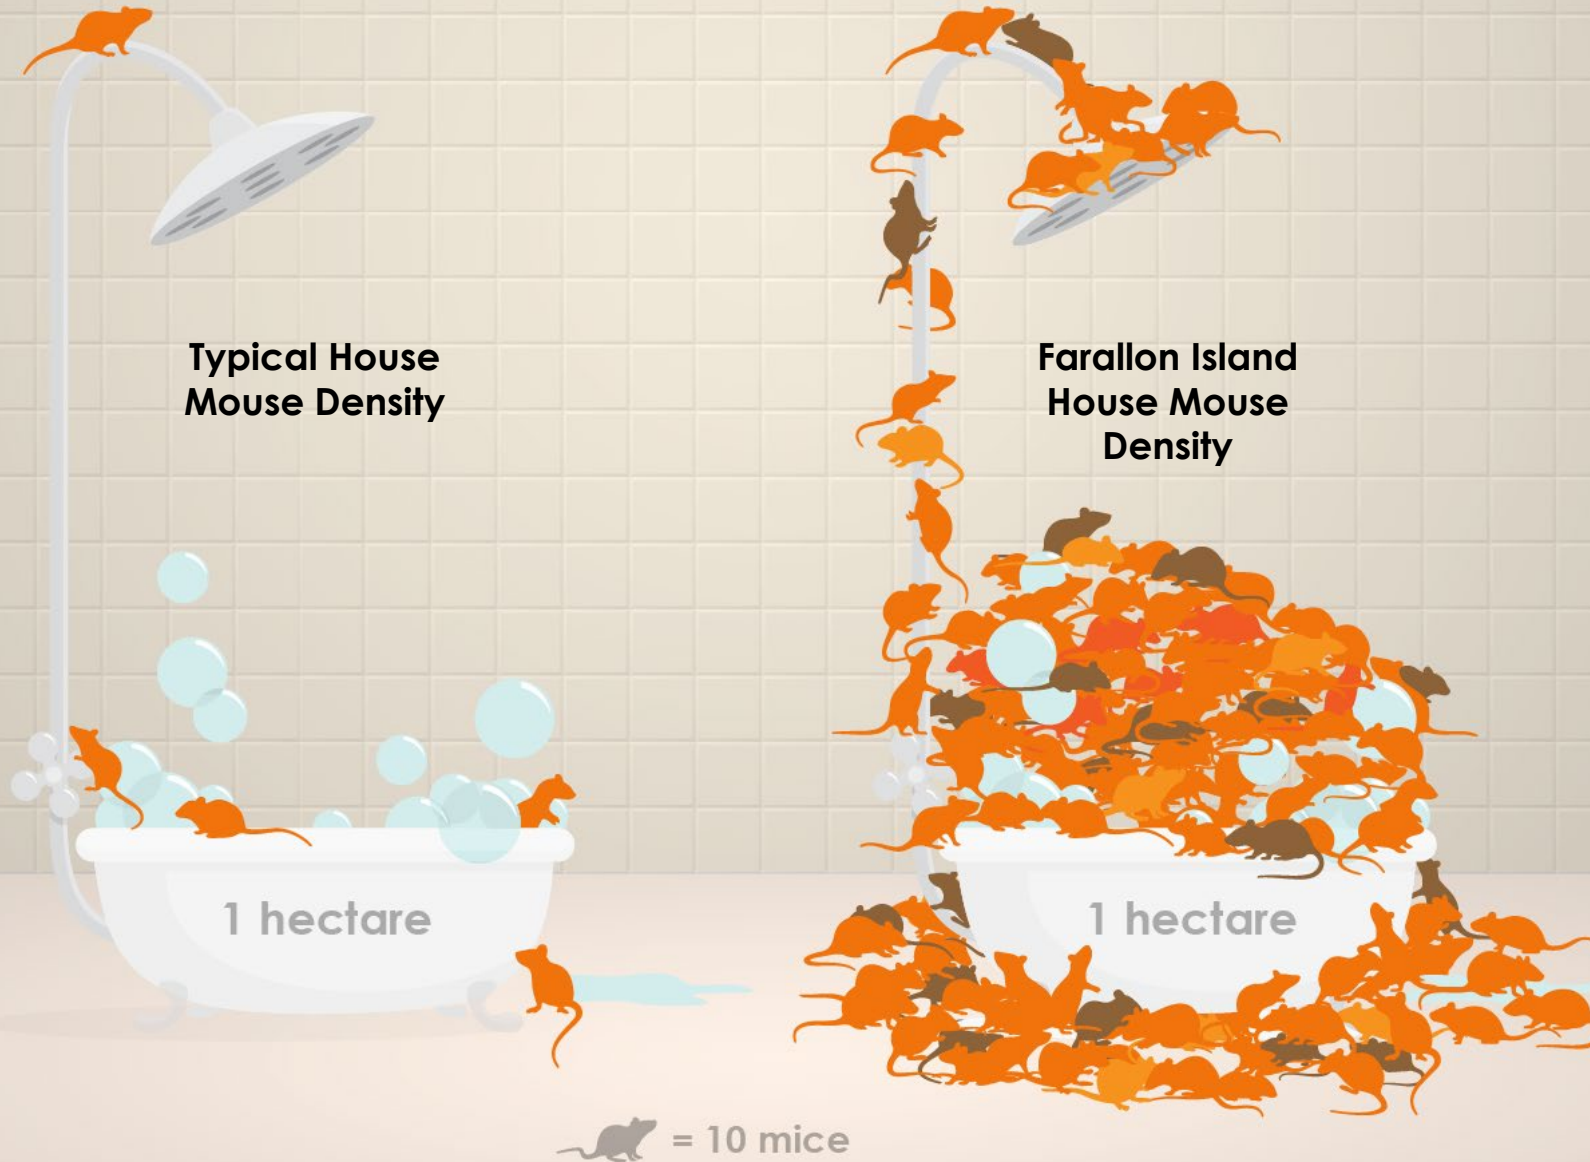 Typical House
Mouse Density
Farallon Island
House Mouse
Density
1 hectare
1 hectare
= 10 mice